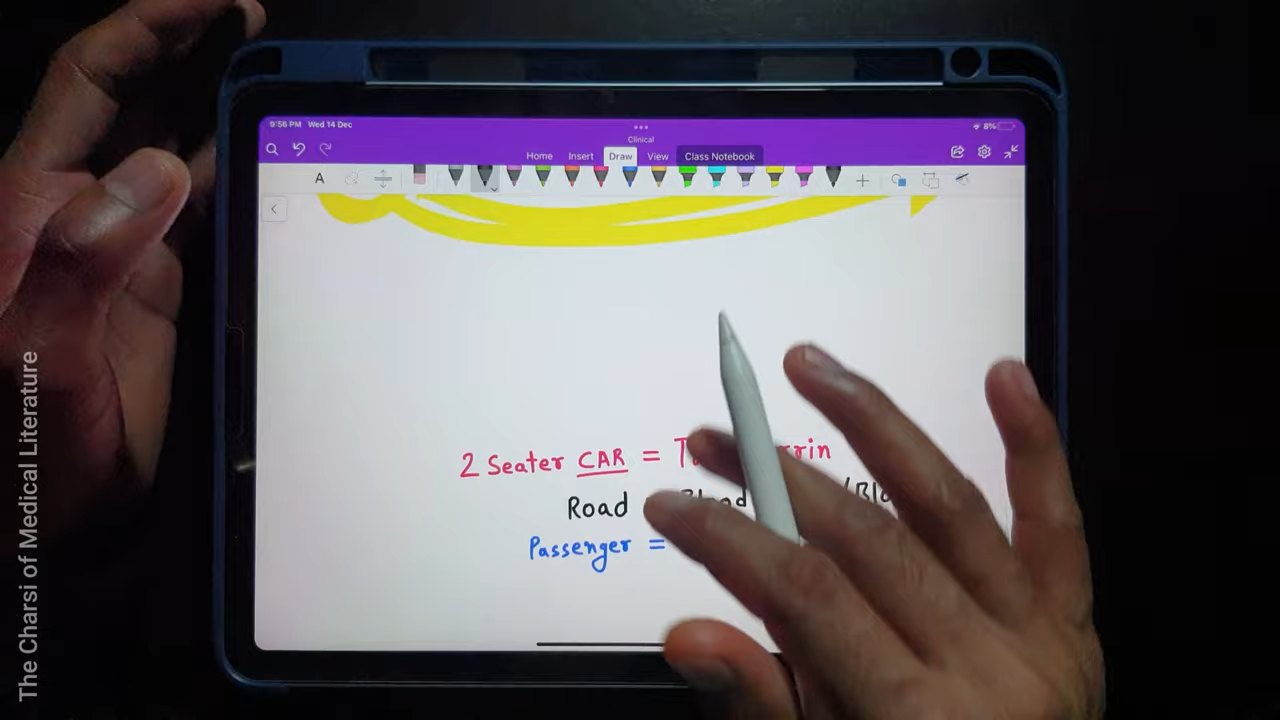 9:56 PM Wed 14 Dec
8%
Clinical
Home Insert Draw View Class Notebook
A
2 Seater CAR =
Road
Passenger =
The Charsi of Medical Literature